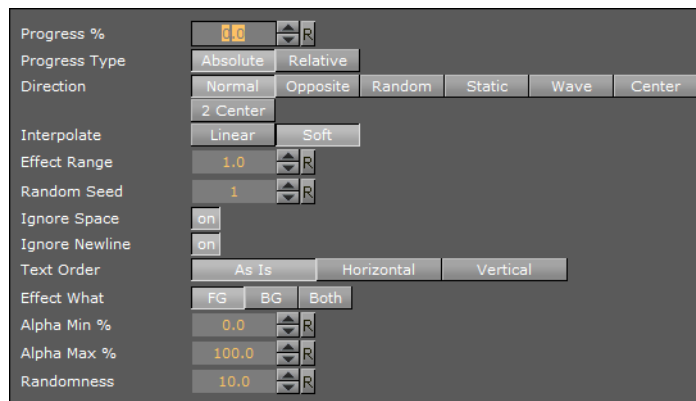 Progress % 0.0 R
Progress Type Absolute Relative
Direction Normal Opposite Random Static Wave Center
2 Center
Interpolate Linear Soft
Effect Range 1.0 R
Random Seed 1 R
Ignore Space on
Ignore Newline on
Text Order As Is Horizontal Vertical
Effect What FG BG Both
Alpha Min % 0.0 R
Alpha Max % 100.0 R
Randomness 10.0 R